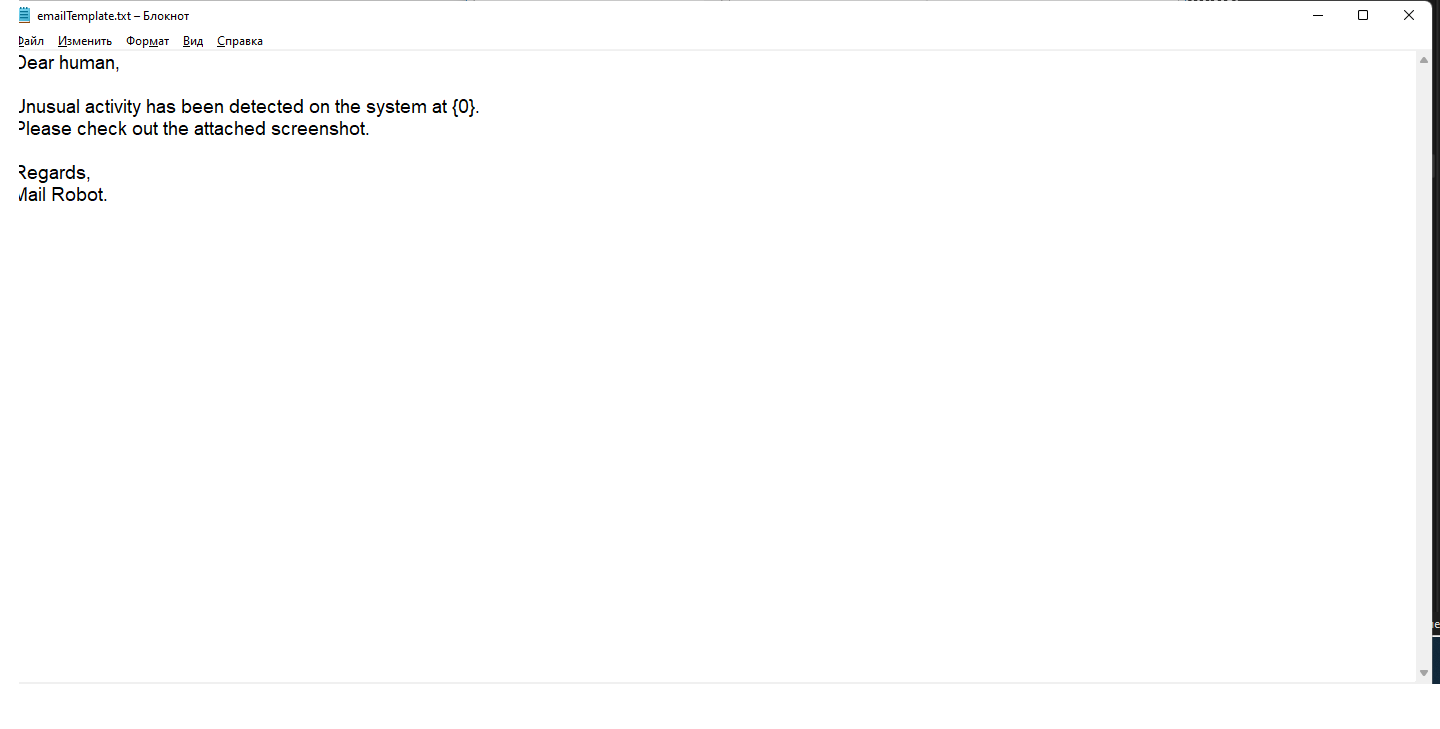 emailTemplate.txt – Блокнот
Файл Изменить Формат Вид Справка
Dear human,
Unusual activity has been detected on the system at {0}.
Please check out the attached screenshot.
Regards,
Mail Robot.